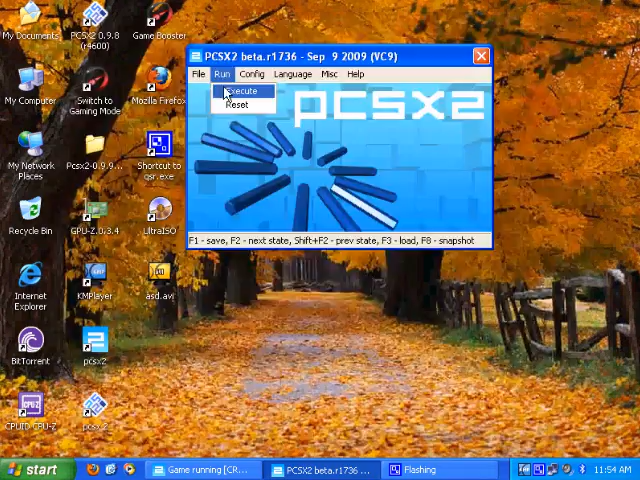 My Documents
PCSX2 0.9.8 (r4600)
Game Booster
My Computer
Switch to Gaming Mode
Mozilla Firefox
My Network Places
Pcsx2-0.9.9...
Shortcut to qsr.exe
Recycle Bin
GPU-Z.0.3.4
UltraISO
Internet Explorer
KMPlayer
asd.avi
BitTorrent
pcsx2
CPUID CPU-Z
pcsx2
PCSX2 beta.r1736 - Sep 9 2009 (VC9)
File Run Config Language Misc Help
Execute
Reset
pcsx2
F1 - save, F2 - next state, Shift+F2 - prev state, F3 - load, F8 - snapshot
start
Game running [CR...
PCSX2 beta.r1736 ...
Flashing
11:54 AM